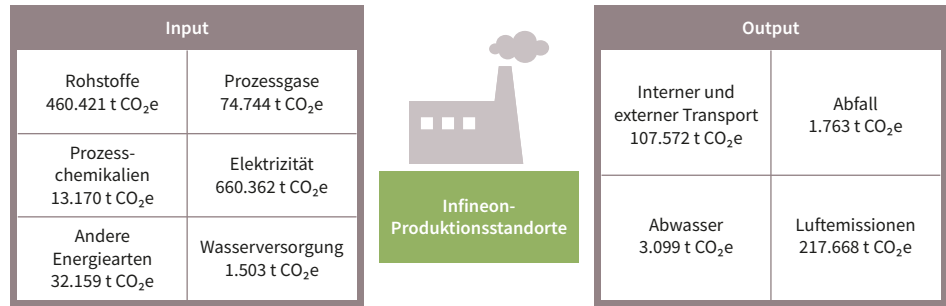 Input
Rohstoffe
460.421 t CO₂e
Prozessgase
74.744 t CO₂e
Prozess-
chemikalien
13.170 t CO₂e
Elektrizität
660.362 t CO₂e
Andere
Energiearten
32.159 t CO₂e
Wasserversorgung
1.503 t CO₂e
Infineon-
Produktionsstandorte
Output
Interner und
externer Transport
107.572 t CO₂e
Abfall
1.763 t CO₂e
Abwasser
3.099 t CO₂e
Luftemissionen
217.668 t CO₂e